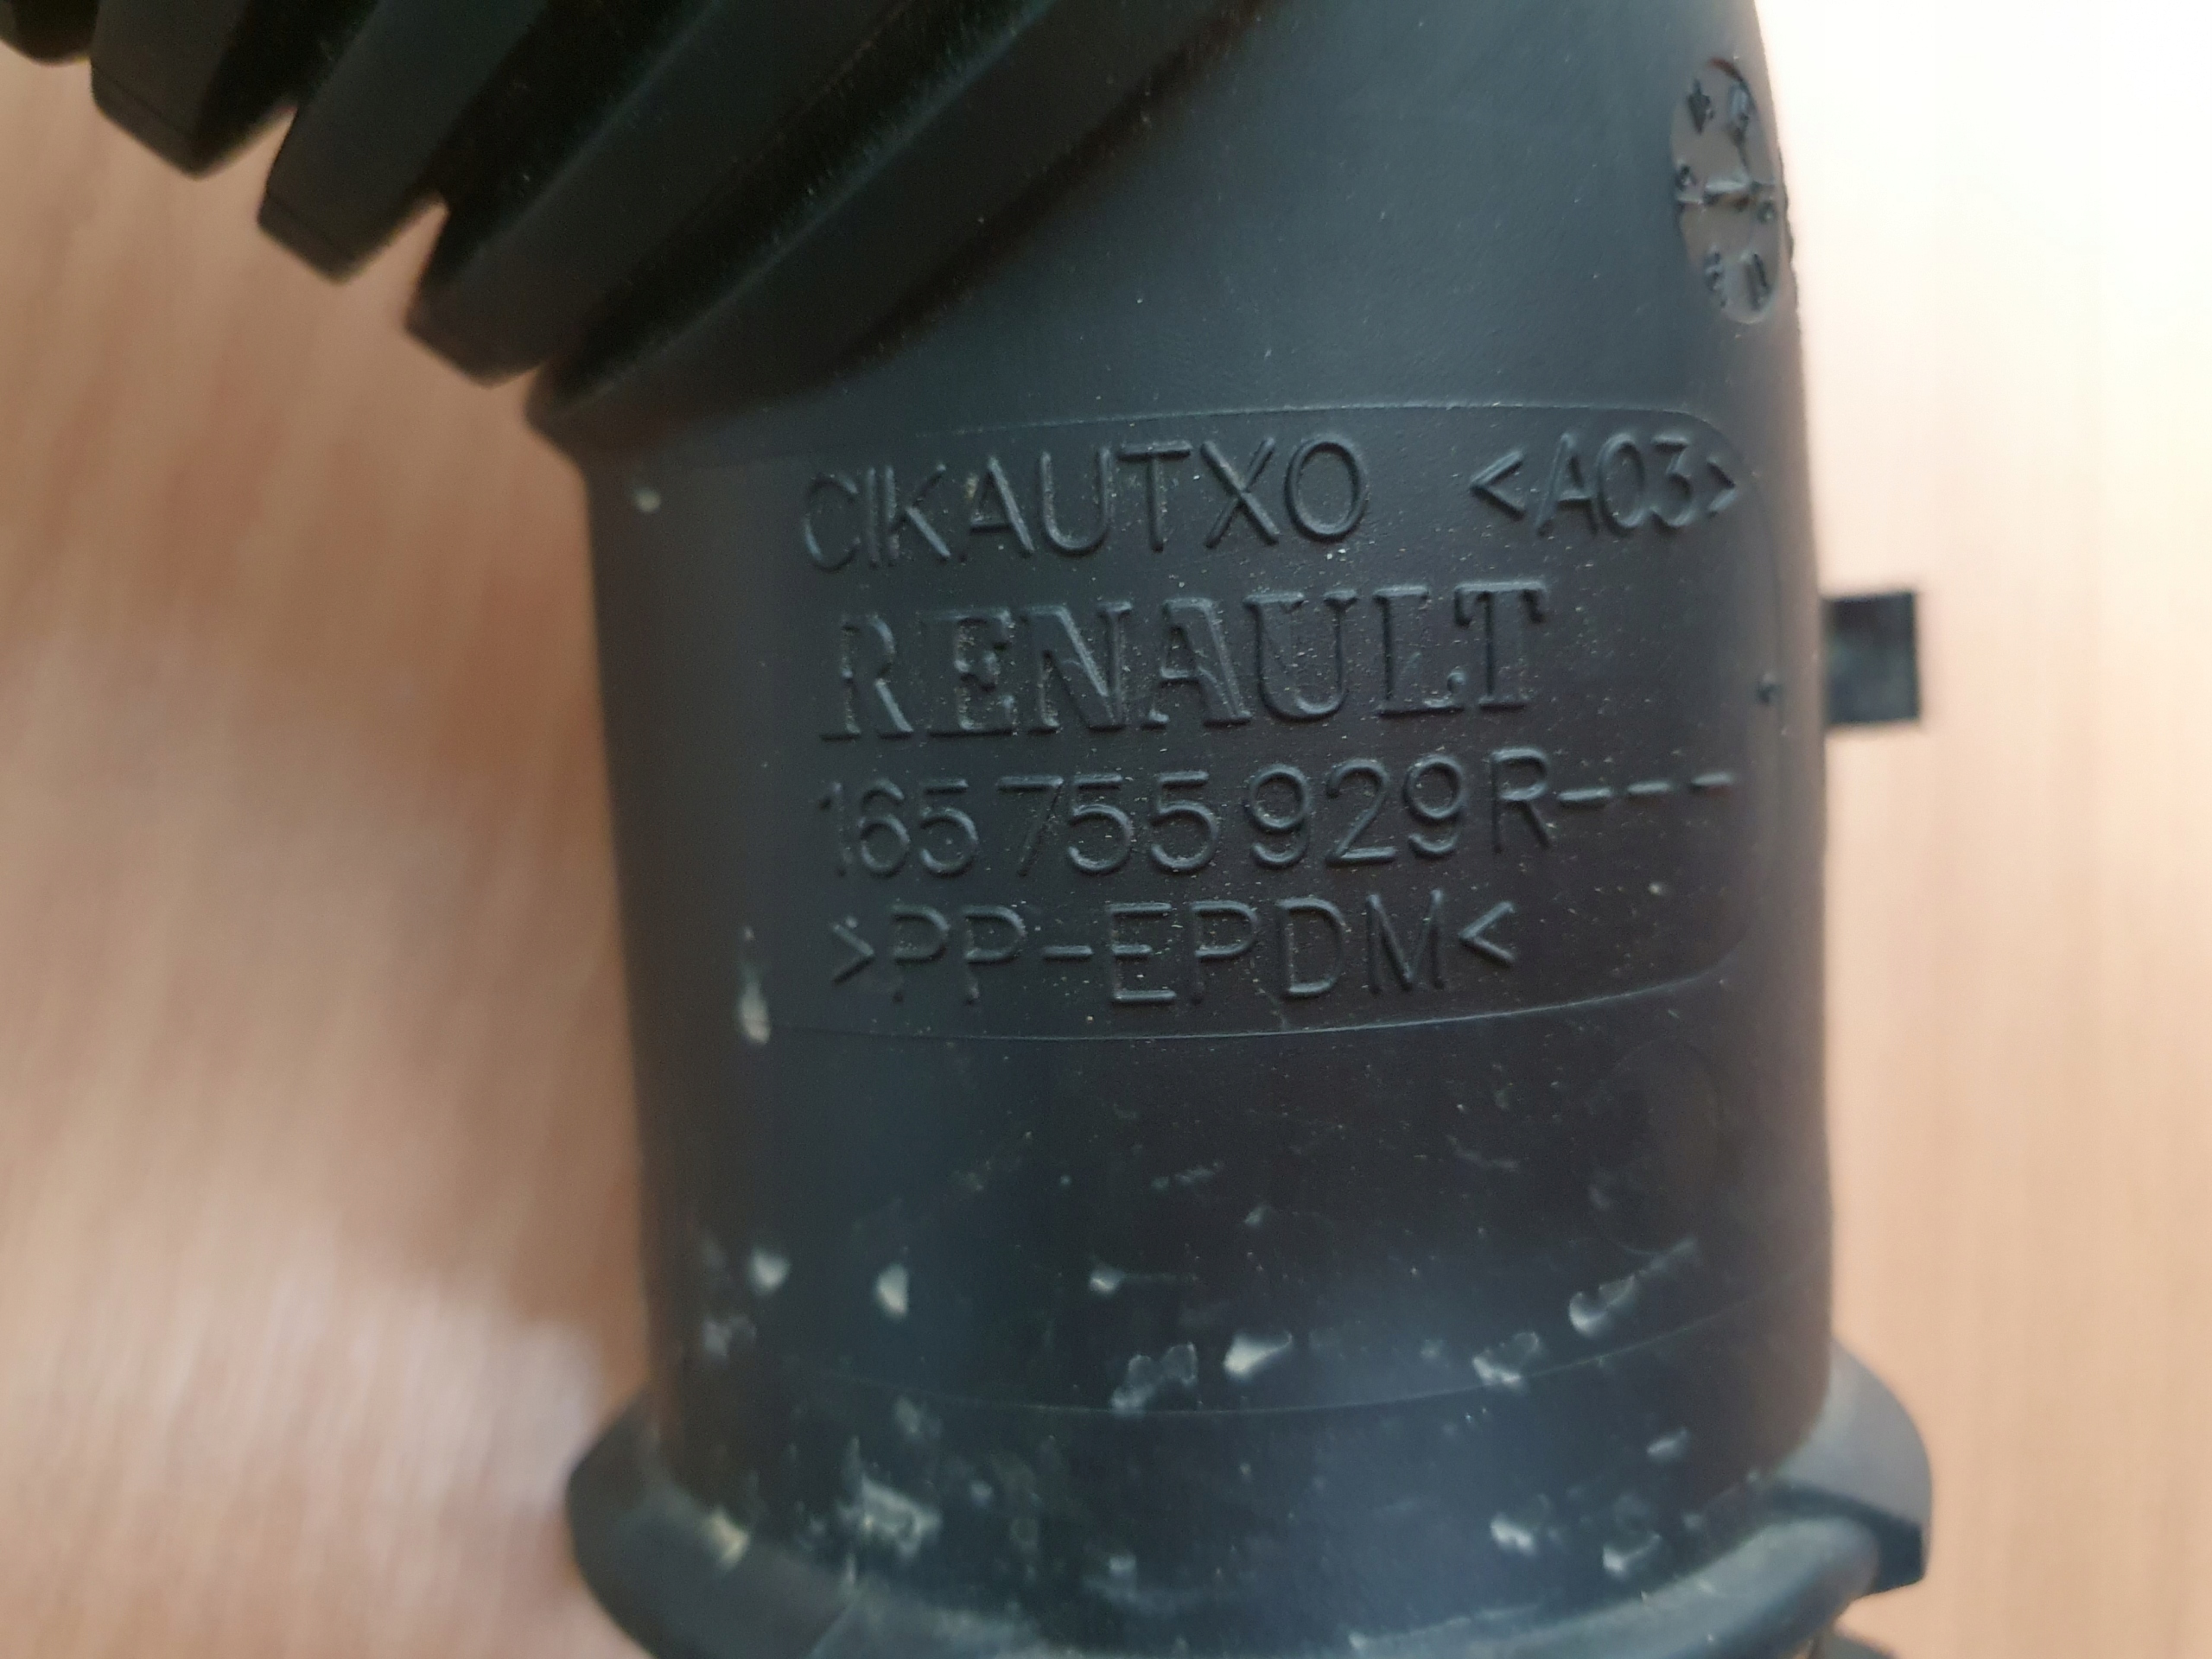 CIKAUTXO <A03>
RENAULT
165755929R---
>PP-EPDM<